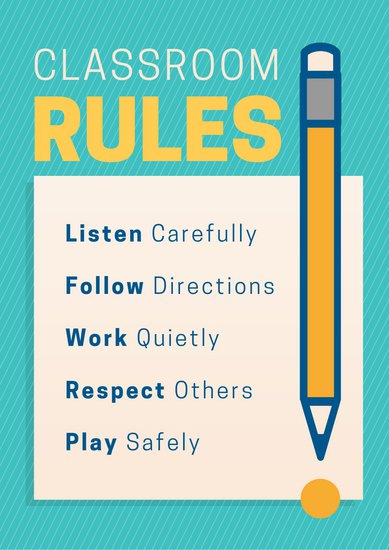 CLASSROOM
RULES
Listen Carefully
Follow Directions
Work Quietly
Respect Others
Play Safely